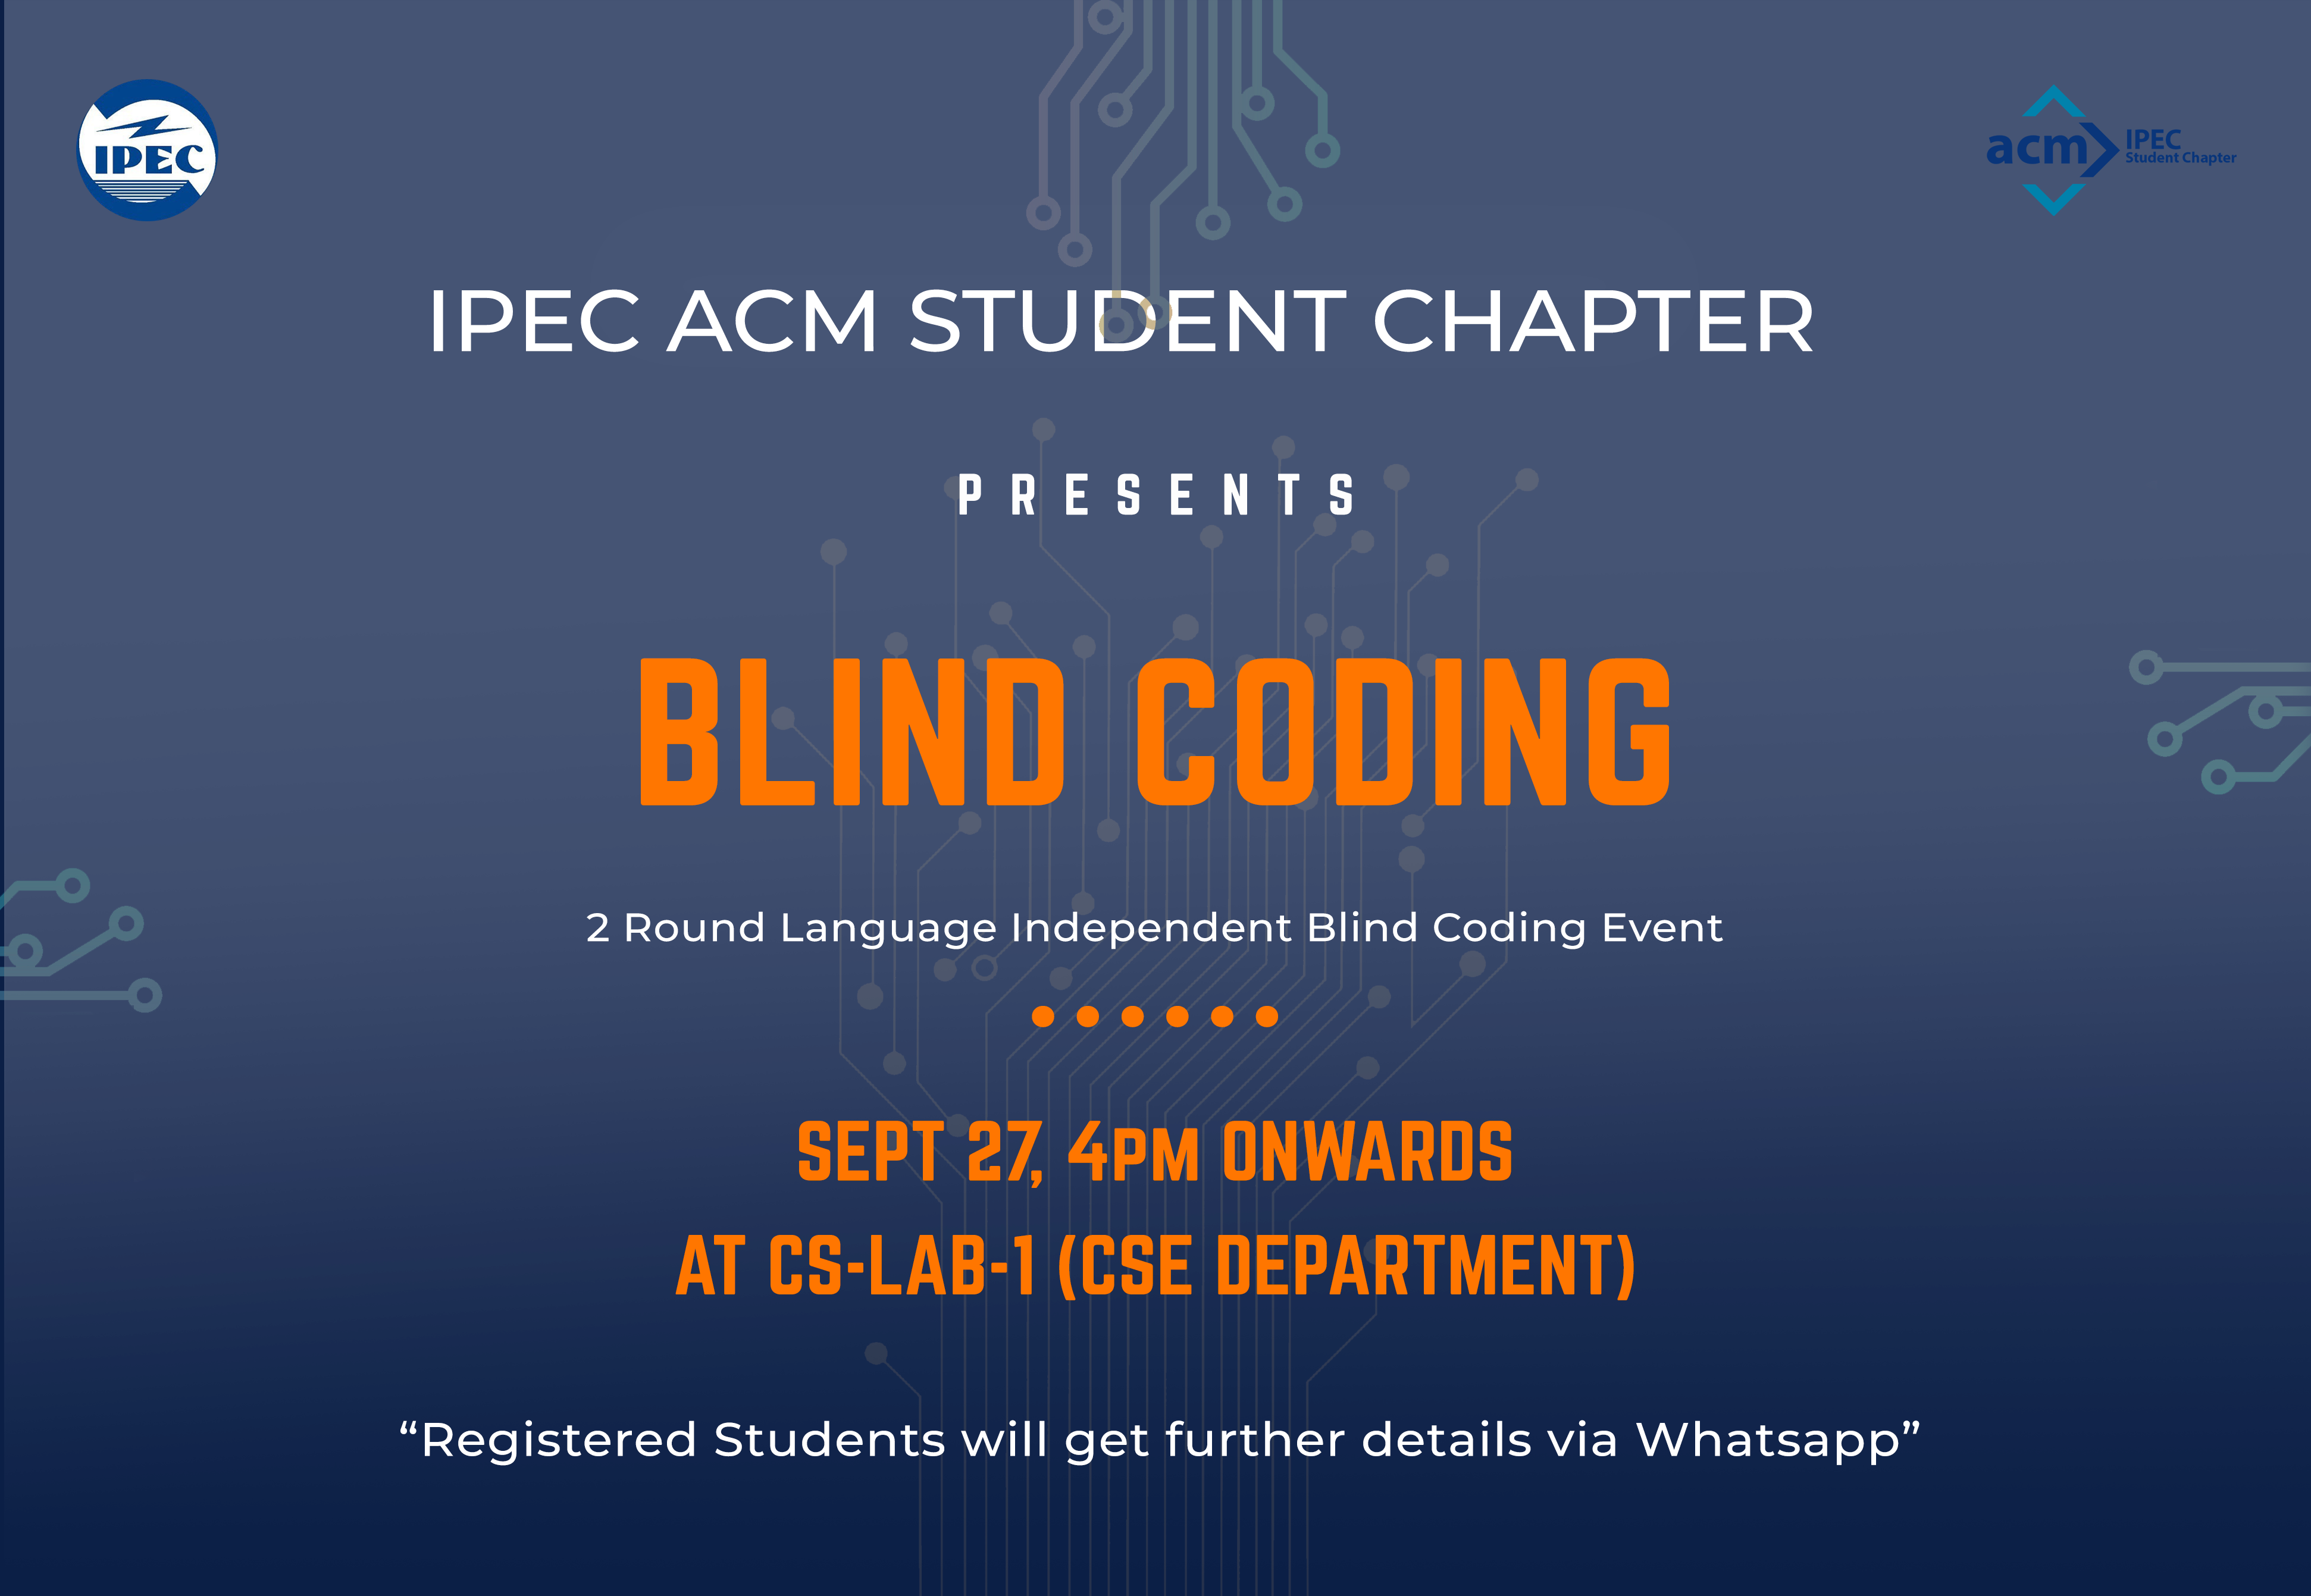 IPEC
acm IPEC
Student Chapter
IPEC ACM STUDENT CHAPTER
PRESENTS
BLIND CODING
2 Round Language Independent Blind Coding Event
SEPT 27, 4PM ONWARDS
AT CS-LAB-1 (CSE DEPARTMENT)
“Registered Students will get further details via Whatsapp”